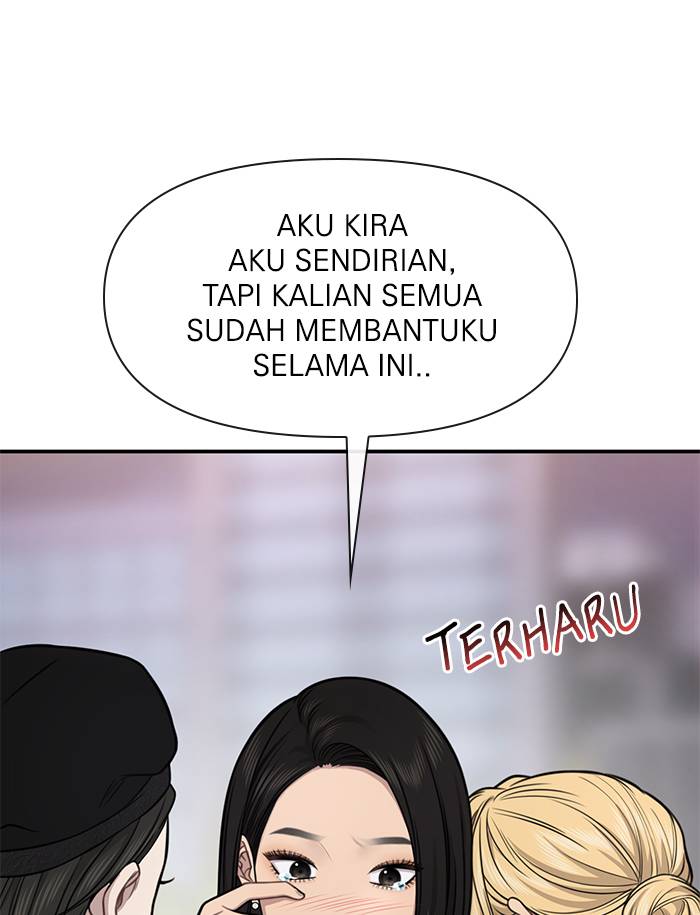 AKU KIRA
AKU SENDIRIAN,
TAPI KALIAN SEMUA
SUDAH MEMBANTUKU
SELAMA INI..
TERHARU